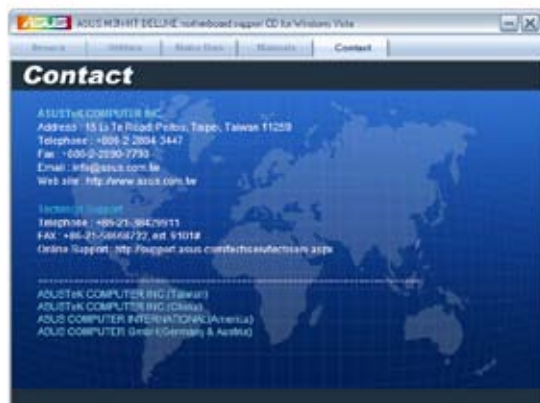 ASUS M3N-HT DELUXE motherboard support CD for Windows Vista
Drivers Utilities Make Disk Manuals Contact
Contact
ASUSTeK COMPUTER INC.
Address : 15 Li Te Road, Peitou, Taipei, Taiwan 11259
Telephone : +886-2-2894-3447
Fax : +886-2-2890-7798
Email : info@asus.com.tw
Web site : http://www.asus.com.tw
Technical Support
Telephone : +86-21-38429911
FAX : +86-21-58668722, ext. 9101#
Online Support : http://support.asus.com/techserv/techserv.aspx
ASUSTeK COMPUTER INC.(Taiwan)
ASUSTeK COMPUTER INC.(China)
ASUS COMPUTER INTERNATIONAL(America)
ASUS COMPUTER GmbH(Germany & Austria)